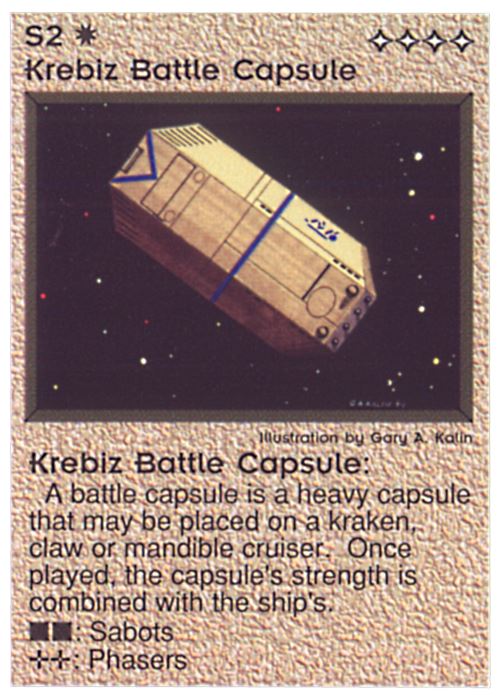 S2
Krebiz Battle Capsule
Illustration by Gary A. Kalin
Krebiz Battle Capsule:
A battle capsule is a heavy capsule
that may be placed on a kraken,
claw or mandible cruiser. Once
played, the capsule's strength is
combined with the ship's.
: Sabots
: Phasers